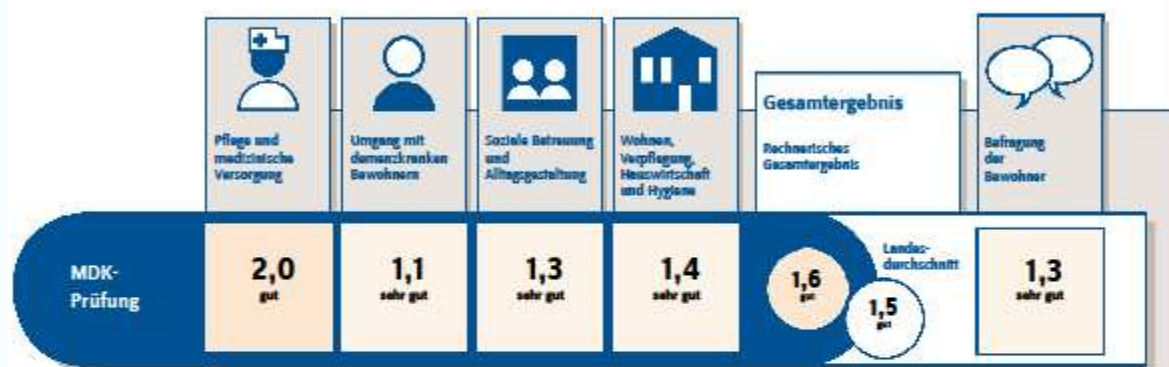 Pflege und
medizinische
Versorgung
Umgang mit
demenzkranken
Bewohnern
Soziale Betreuung
und
Alltagsgestaltung
Wohnen,
Verpflegung,
Hauswirtschaft
und Hygiene
Gesamtergebnis
Rechnerisches
Gesamtergebnis
Befragung
der
Bewohner
MDK-
Prüfung
2,0
gut
1,1
sehr gut
1,3
sehr gut
1,4
sehr gut
1,6
gut
Landes-
durchschnitt
1,5
gut
1,3
sehr gut